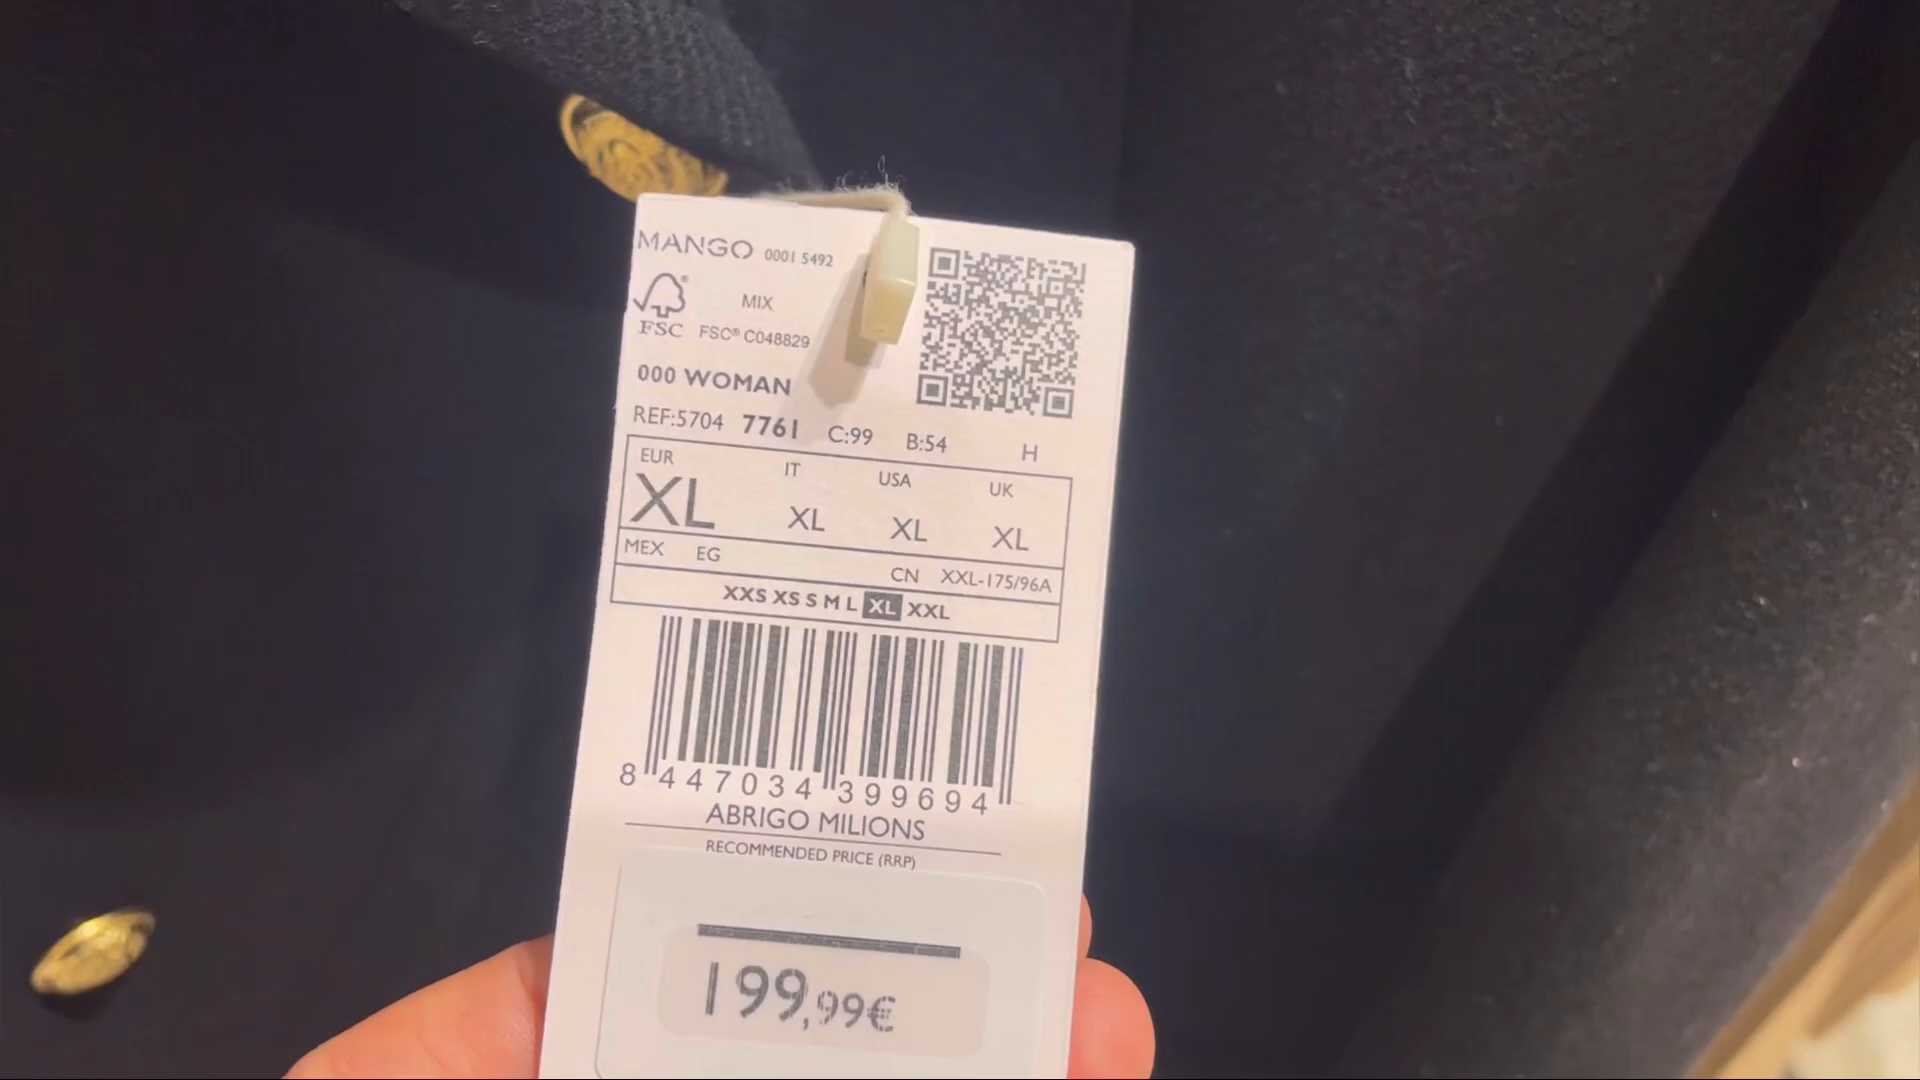 MANGO 0001 5492
MIX
FSC FSC® C048829
000 WOMAN
REF:5704 7761 C:99 B:54 H
EUR IT USA UK
XL XL XL XL
MEX EG CN XXL-175/96A
XXS XS S M L XL XXL
8 447034 399694
ABRIGO MILIONS
RECOMMENDED PRICE (RRP)
199,99€